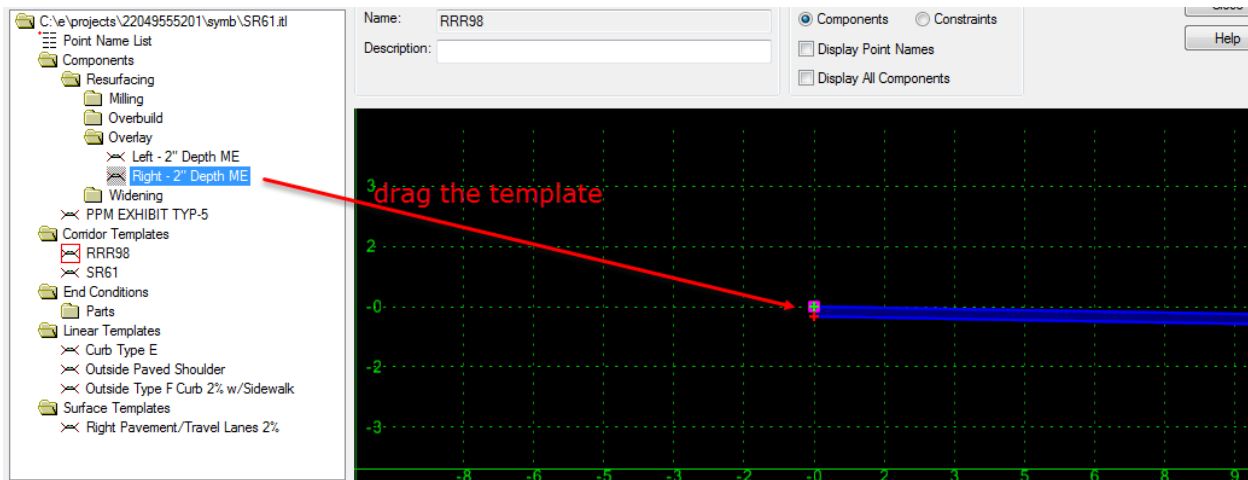 C:\e\projects\22049555201\symb\SR61.itl
Point Name List
Components
Resurfacing
Milling
Overbuild
Overlay
Left - 2" Depth ME
Right - 2" Depth ME
Widening
PPM EXHIBIT TYP-5
Corridor Templates
RRR98
SR61
End Conditions
Parts
Linear Templates
Curb Type E
Outside Paved Shoulder
Outside Type F Curb 2% w/Sidewalk
Surface Templates
Right Pavement/Travel Lanes 2%
Name: RRR98
Description:
Components Constraints
Display Point Names
Display All Components
Close
Help
drag the template
3
2
-0
-2
-3
-8 -6 -5 -3 -2 -0 2 3 5 6 8 9